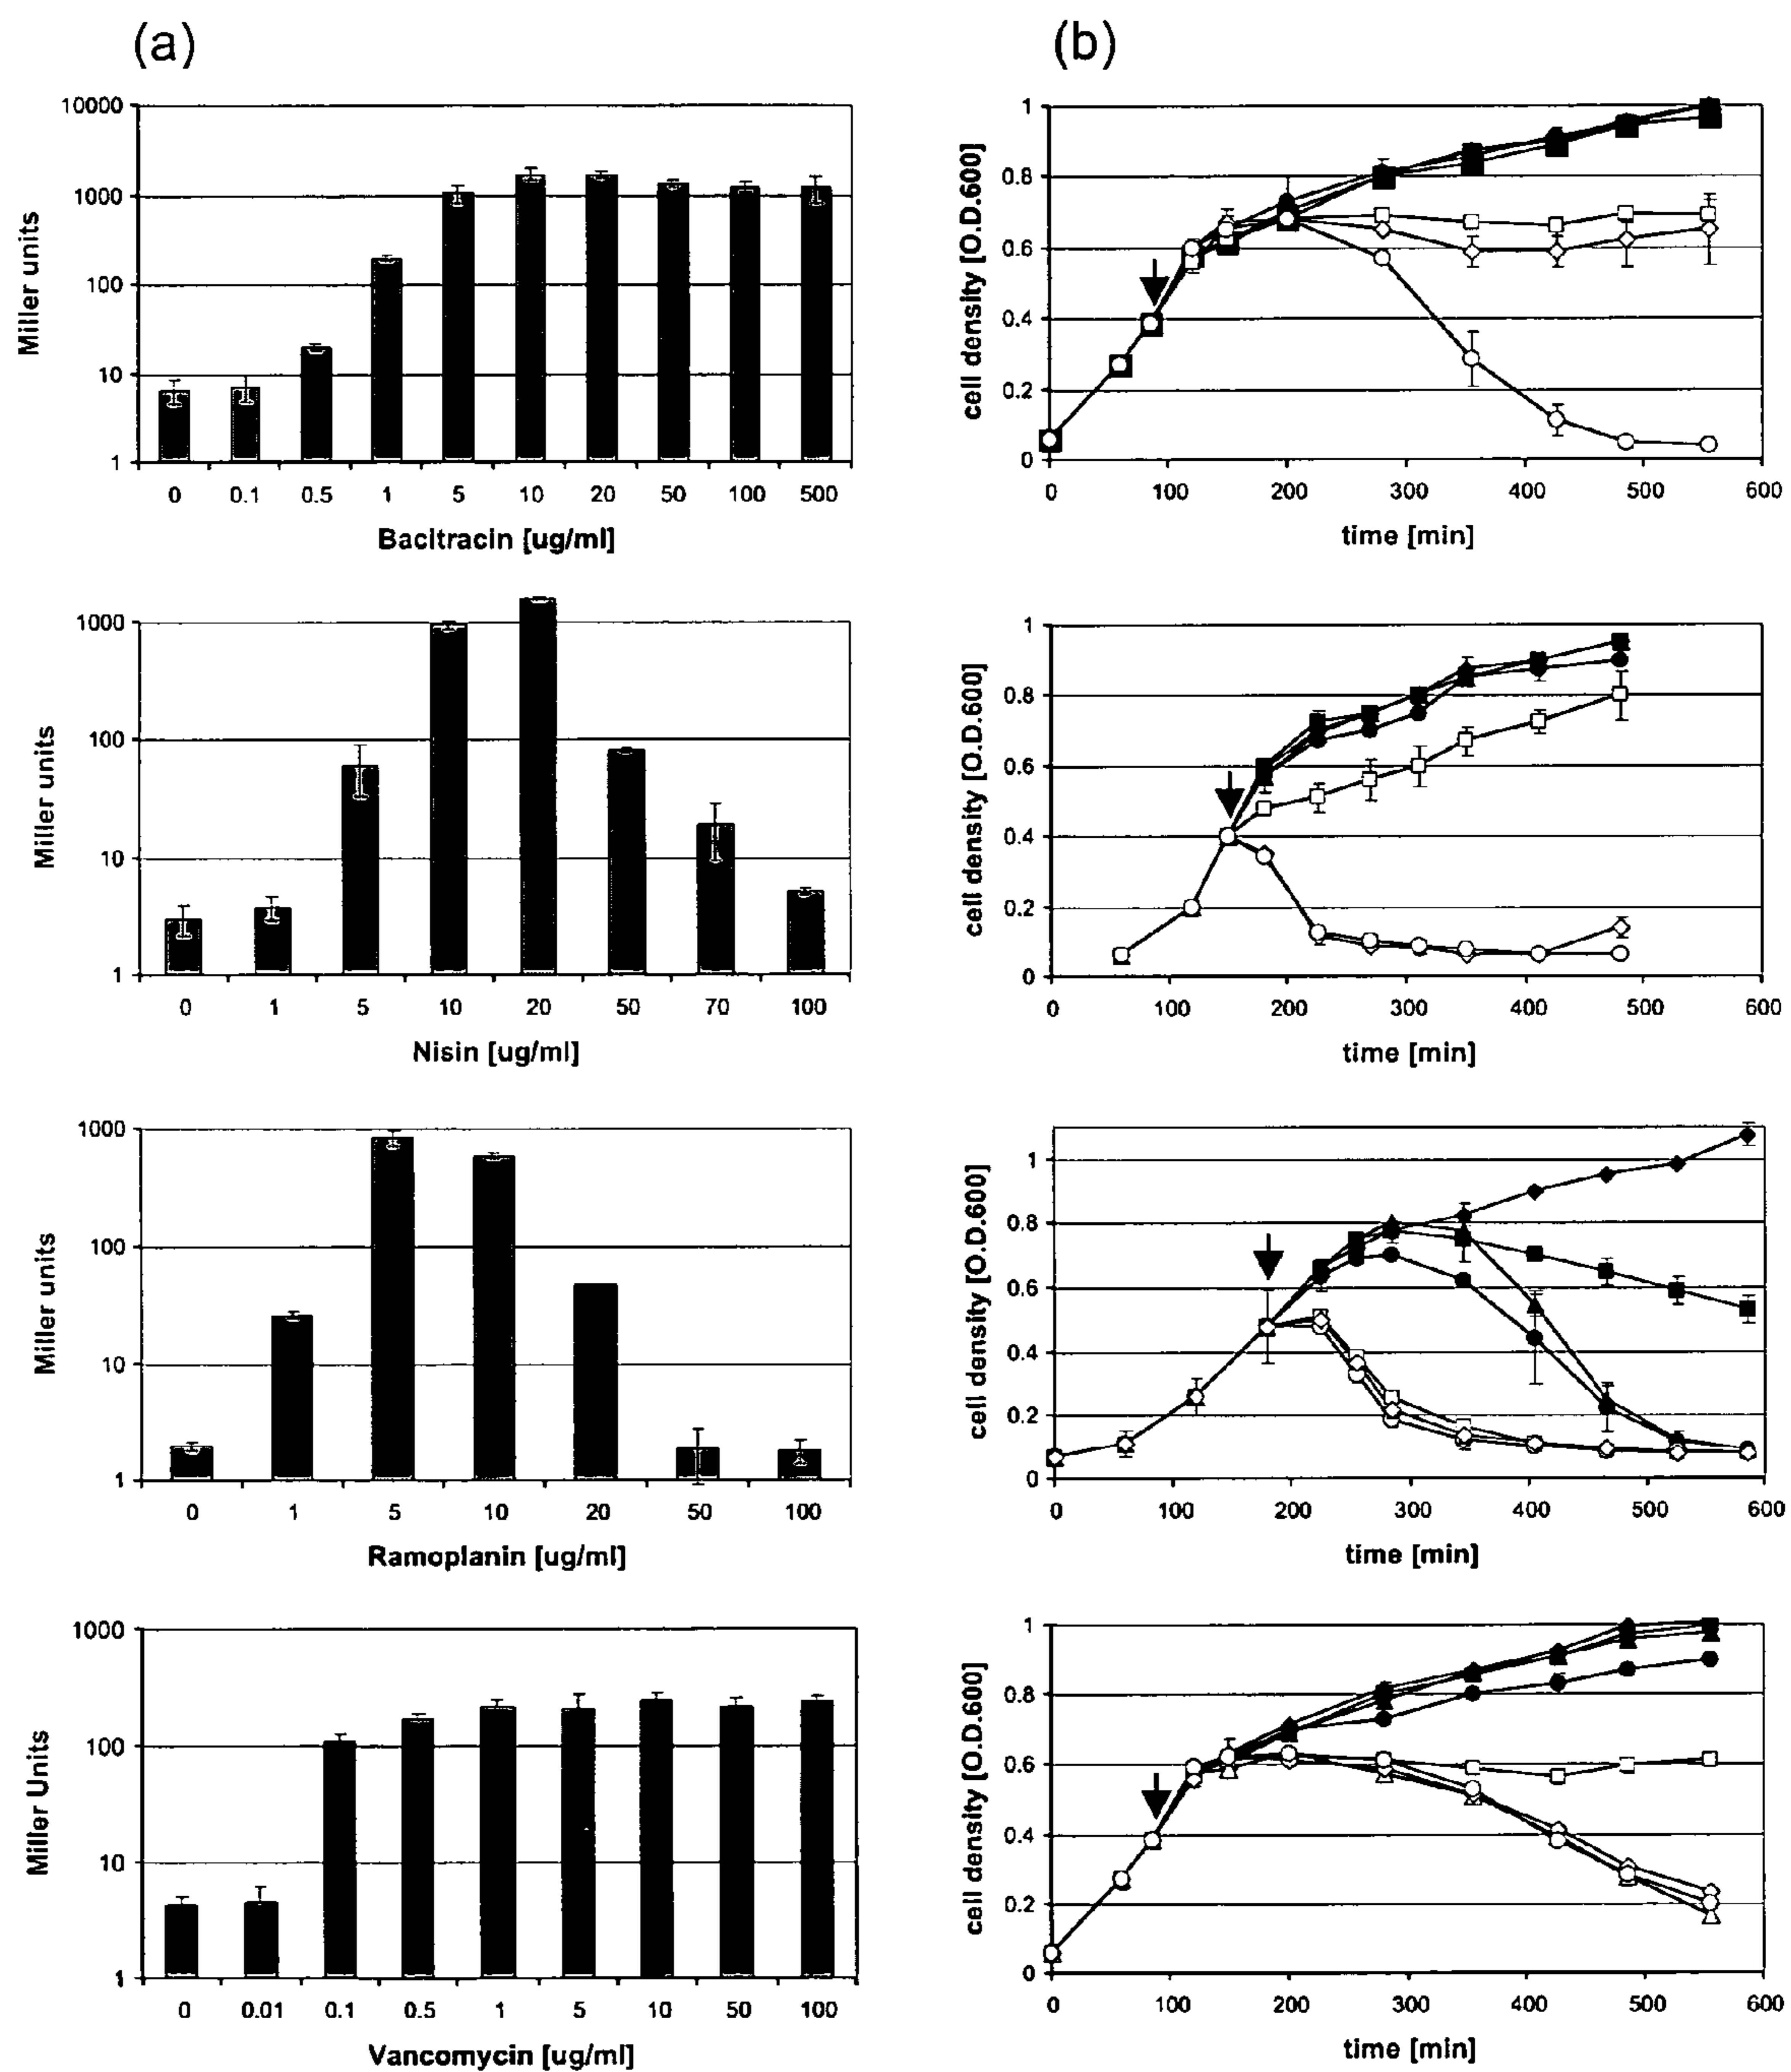 (a)
(b)
10000
1000
100
10
1
Miller units
0 0.1 0.5 1 5 10 20 50 100 500
Bacitracin [ug/ml]
1
0.8
0.6
0.4
0.2
0
cell density [O.D.600]
0 100 200 300 400 500 600
time [min]
1000
100
10
1
Miller units
0 1 5 10 20 50 70 100
Nisin [ug/ml]
1
0.8
0.6
0.4
0.2
0
cell density [O.D.600]
0 100 200 300 400 500 600
time [min]
1000
100
10
1
Miller units
0 1 5 10 20 50 100
Ramoplanin [ug/ml]
1
0.8
0.6
0.4
0.2
0
cell density [O.D.600]
0 100 200 300 400 500 600
time [min]
1000
100
10
1
Miller Units
0 0.01 0.1 0.5 1 5 10 50 100
Vancomycin [ug/ml]
1
0.8
0.6
0.4
0.2
0
cell density [O.D.600]
0 100 200 300 400 500 600
time [min]